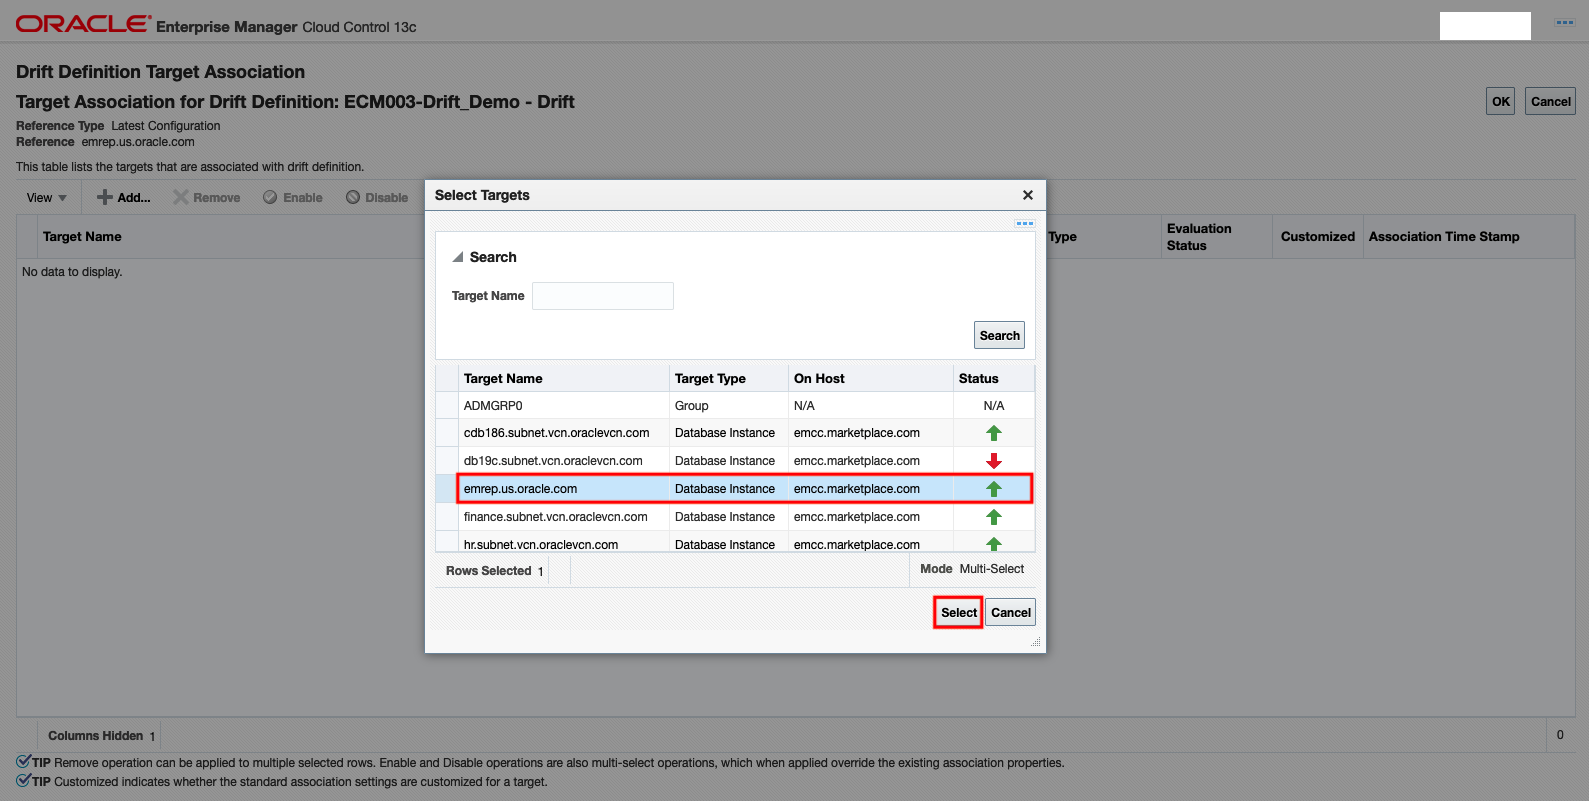 ORACLE Enterprise Manager Cloud Control 13c
Drift Definition Target Association
Target Association for Drift Definition: ECM003-Drift_Demo - Drift
OK Cancel
Reference Type Latest Configuration
Reference emrep.us.oracle.com
This table lists the targets that are associated with drift definition.
View Add... Remove Enable Disable
Target Name Type Evaluation Status Customized Association Time Stamp
No data to display.
Select Targets
Search
Target Name
Search
Target Name Target Type On Host Status
ADMGRP0 Group N/A N/A
cdb186.subnet.vcn.oraclevcn.com Database Instance emcc.marketplace.com
db19c.subnet.vcn.oraclevcn.com Database Instance emcc.marketplace.com
emrep.us.oracle.com Database Instance emcc.marketplace.com
finance.subnet.vcn.oraclevcn.com Database Instance emcc.marketplace.com
hr.subnet.vcn.oraclevcn.com Database Instance emcc.marketplace.com
Rows Selected 1 Mode Multi-Select
Select Cancel
Columns Hidden 1 0
TIP Remove operation can be applied to multiple selected rows. Enable and Disable operations are also multi-select operations, which when applied override the existing association properties.
TIP Customized indicates whether the standard association settings are customized for a target.